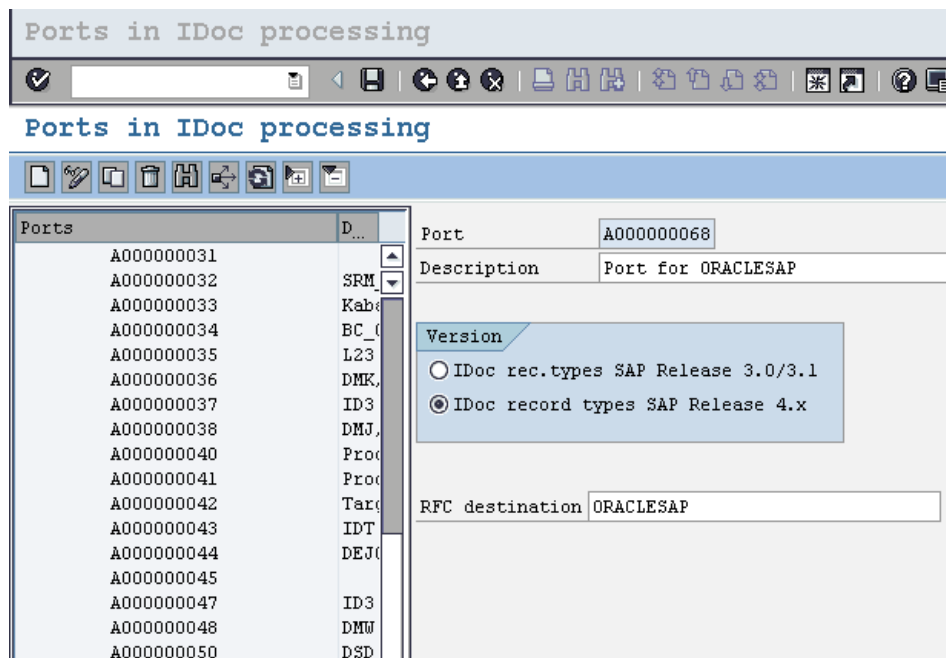 Ports in IDoc processing
Ports in IDoc processing
Ports D...
A000000031
A000000032 SRM_
A000000033 Kaba
A000000034
A000000035 L23
A000000036 DMK,
A000000037 ID3
A000000038 DMJ,
A000000040 Proc
A000000041 Proc
A000000042 Targ
A000000043 IDT
A000000044
A000000045
A000000047 ID3
A000000048 DMW
A000000050 DSD
Port A000000068
Description Port for ORACLESAP
Version
IDoc rec.types SAP Release 3.0/3.1
IDoc record types SAP Release 4.x
RFC destination ORACLESAP